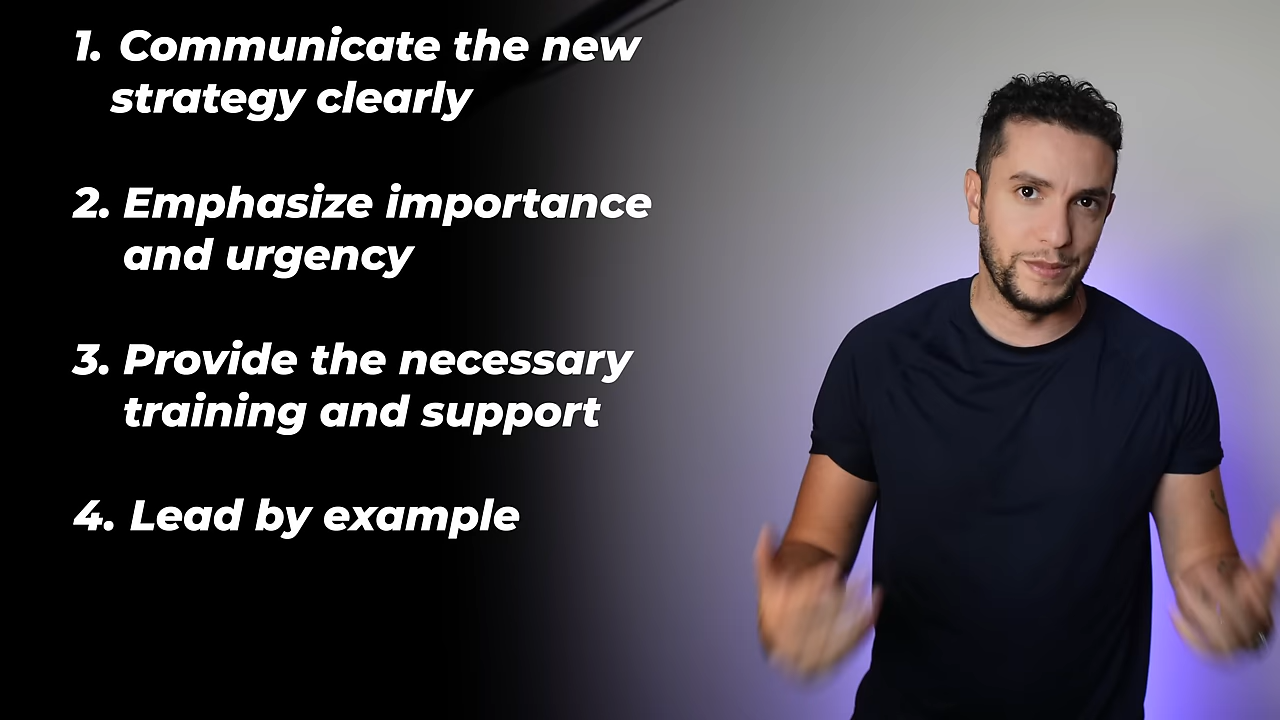 1. Communicate the new
strategy clearly
2. Emphasize importance
and urgency
3. Provide the necessary
training and support
4. Lead by example